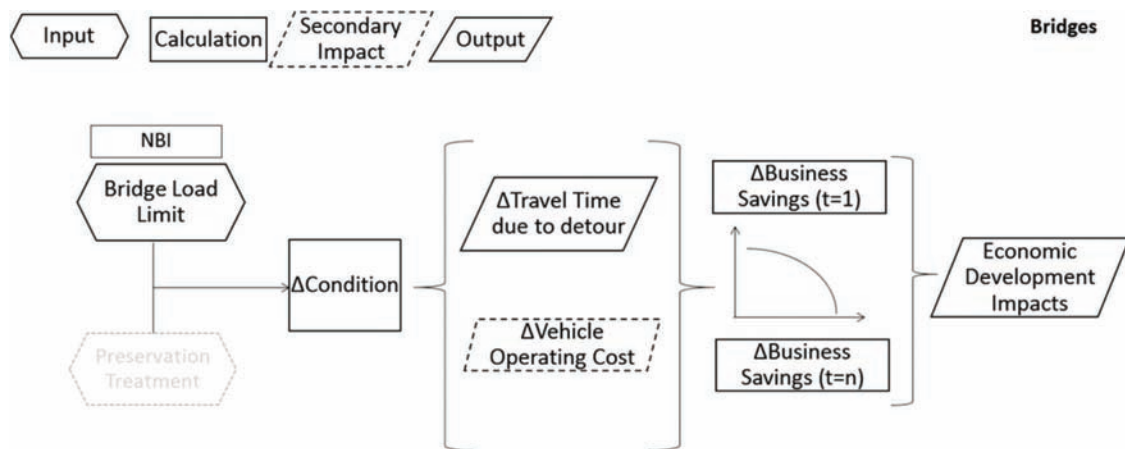 Input
Calculation
Secondary
Impact
Output
Bridges
NBI
Bridge Load
Limit
Preservation
Treatment
ΔCondition
ΔTravel Time
due to detour
ΔVehicle
Operating Cost
ΔBusiness
Savings (t=1)
ΔBusiness
Savings (t=n)
Economic
Development
Impacts